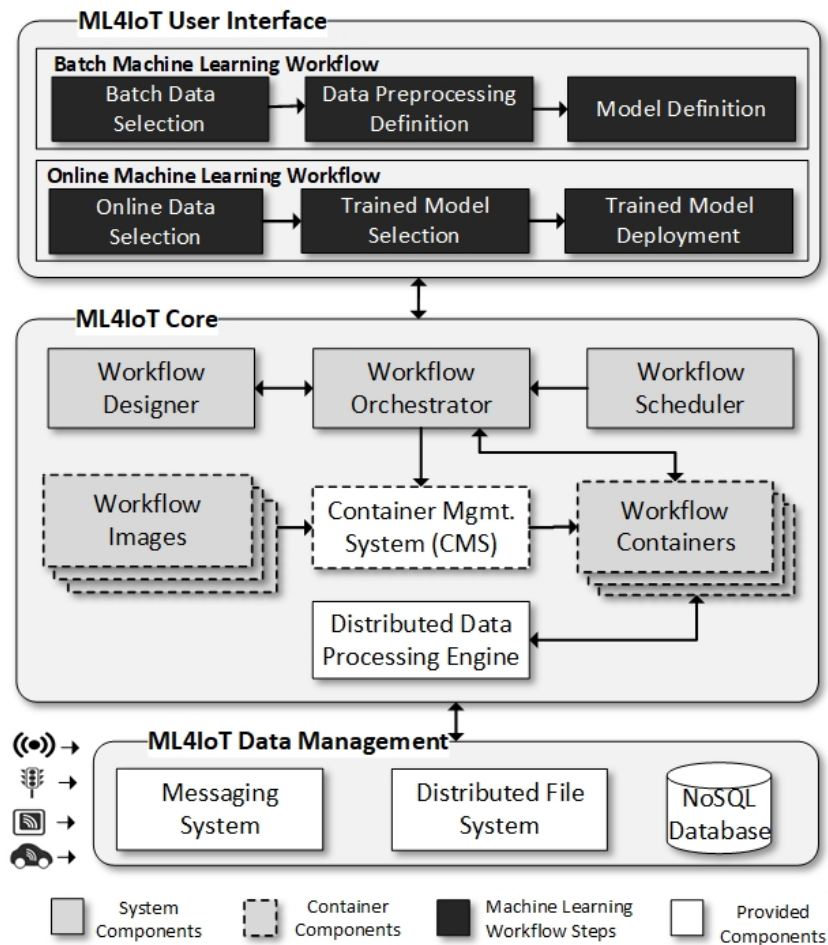 ML4IoT User Interface
Batch Machine Learning Workflow
Batch Data
Selection
Data Preprocessing
Definition
Model Definition
Online Machine Learning Workflow
Online Data
Selection
Trained Model
Selection
Trained Model
Deployment
ML4IoT Core
Workflow
Designer
Workflow
Orchestrator
Workflow
Scheduler
Workflow
Images
Container Mgmt.
System (CMS)
Workflow
Containers
Distributed Data
Processing Engine
ML4IoT Data Management
Messaging
System
Distributed File
System
NoSQL
Database
System
Components
Container
Components
Machine Learning
Workflow Steps
Provided
Components